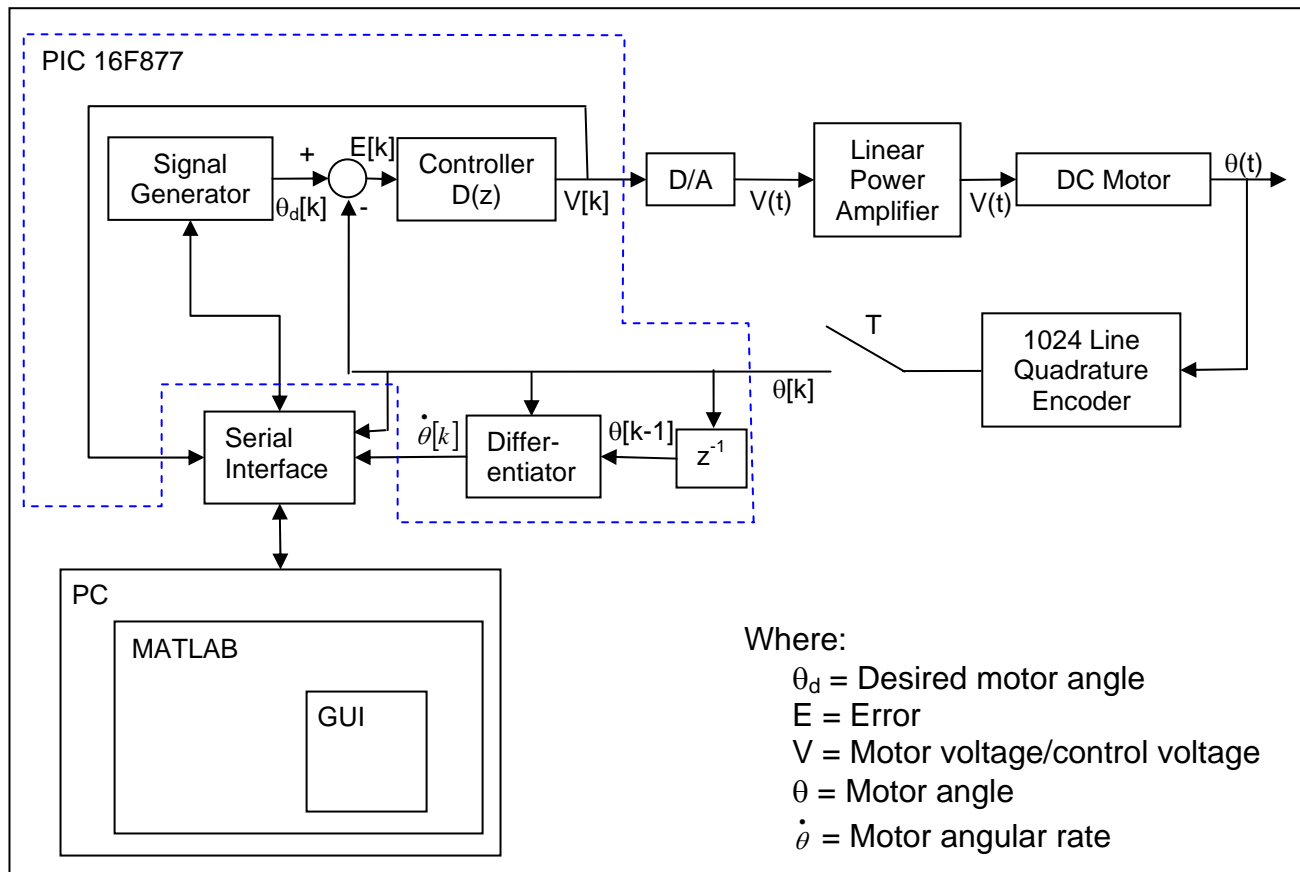 PIC 16F877
Signal
Generator
+
E[k]
θd[k]
-
Controller
D(z)
V[k]
D/A
V(t)
Linear
Power
Amplifier
V(t)
DC Motor
θ(t)
T
1024 Line
Quadrature
Encoder
θ[k]
Serial
Interface
θ̇[k]
Differ-
entiator
θ[k-1]
z⁻¹
PC
MATLAB
GUI
Where:
θd = Desired motor angle
E = Error
V = Motor voltage/control voltage
θ = Motor angle
θ̇ = Motor angular rate